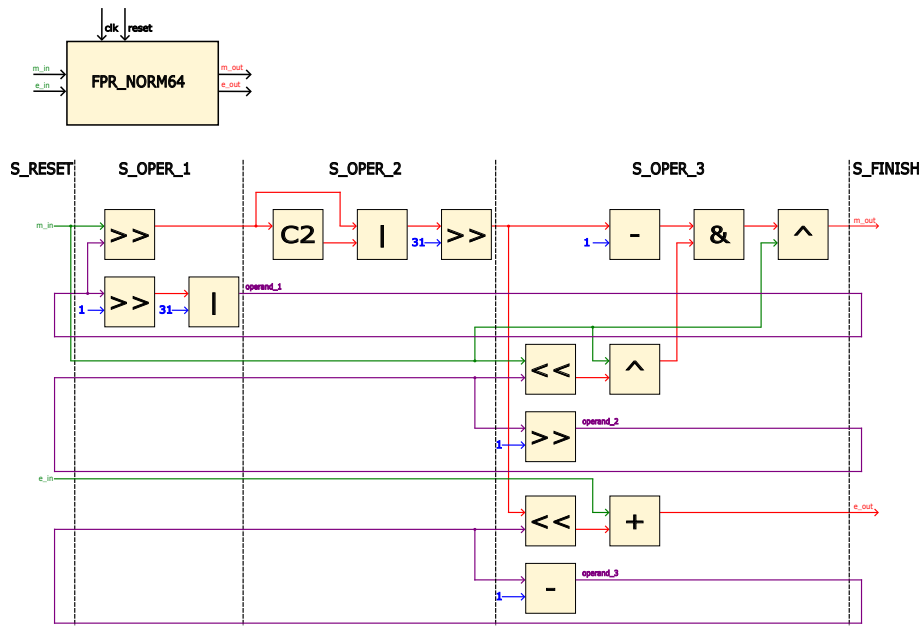 clk reset
m_in
e_in
FPR_NORM64
m_out
e_out
S_RESET S_OPER_1 S_OPER_2 S_OPER_3 S_FINISH
m_in
>> C2 | 31 >> 1 - & ^
m_out
1 >> 31 | operand_1
<< ^
1 >> operand_2
e_in
<< + e_out
1 - operand_3